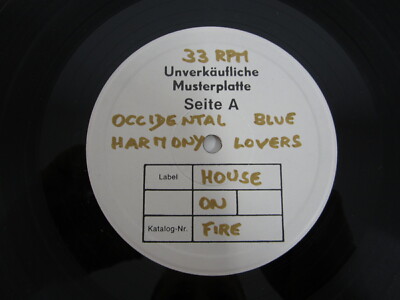 33 RPM
Unverkäufliche
Musterplatte
Seite A
OCCIDENTAL BLUE
HARMONY LOVERS
Label HOUSE
ON
Katalog-Nr. FIRE